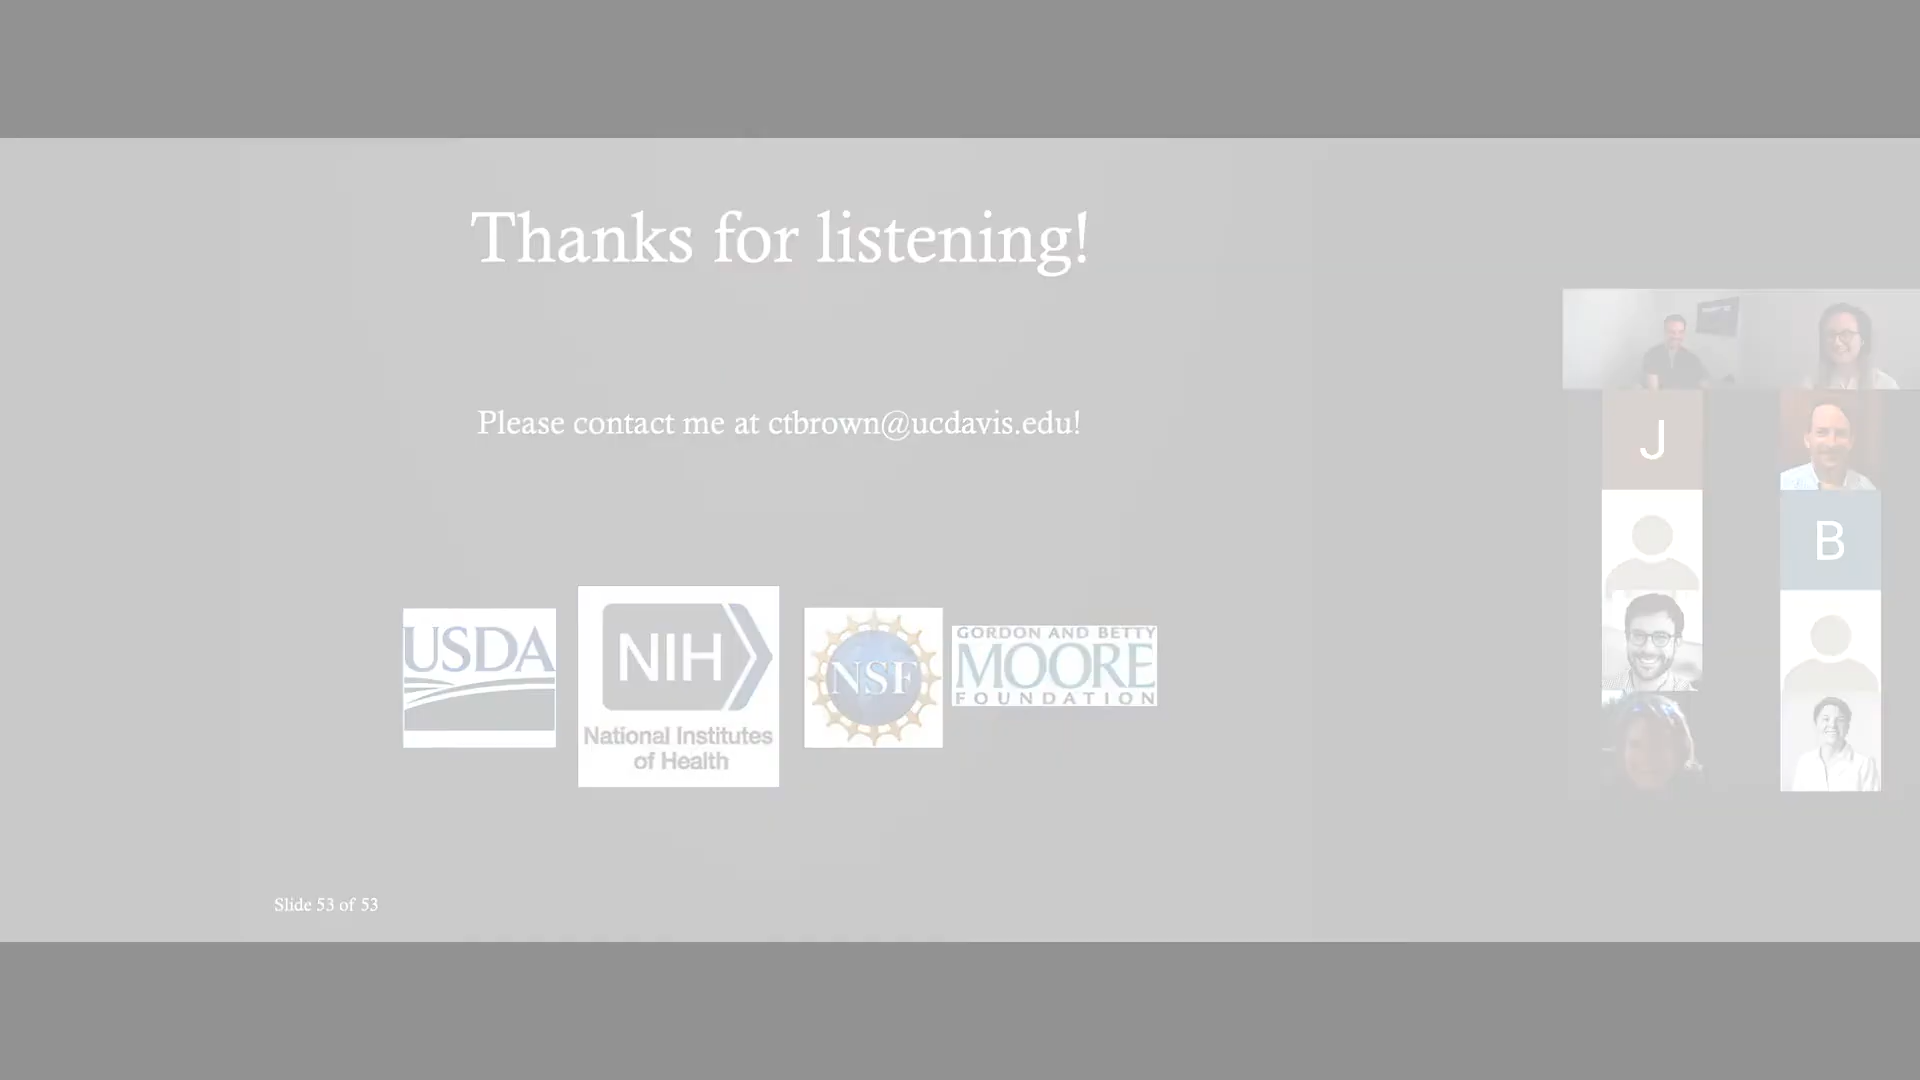 Thanks for listening!
Please contact me at ctbrown@ucdavis.edu!
USDA
NIH
National Institutes
of Health
NSF
GORDON AND BETTY
MOORE
FOUNDATION
J
B
Slide 53 of 53